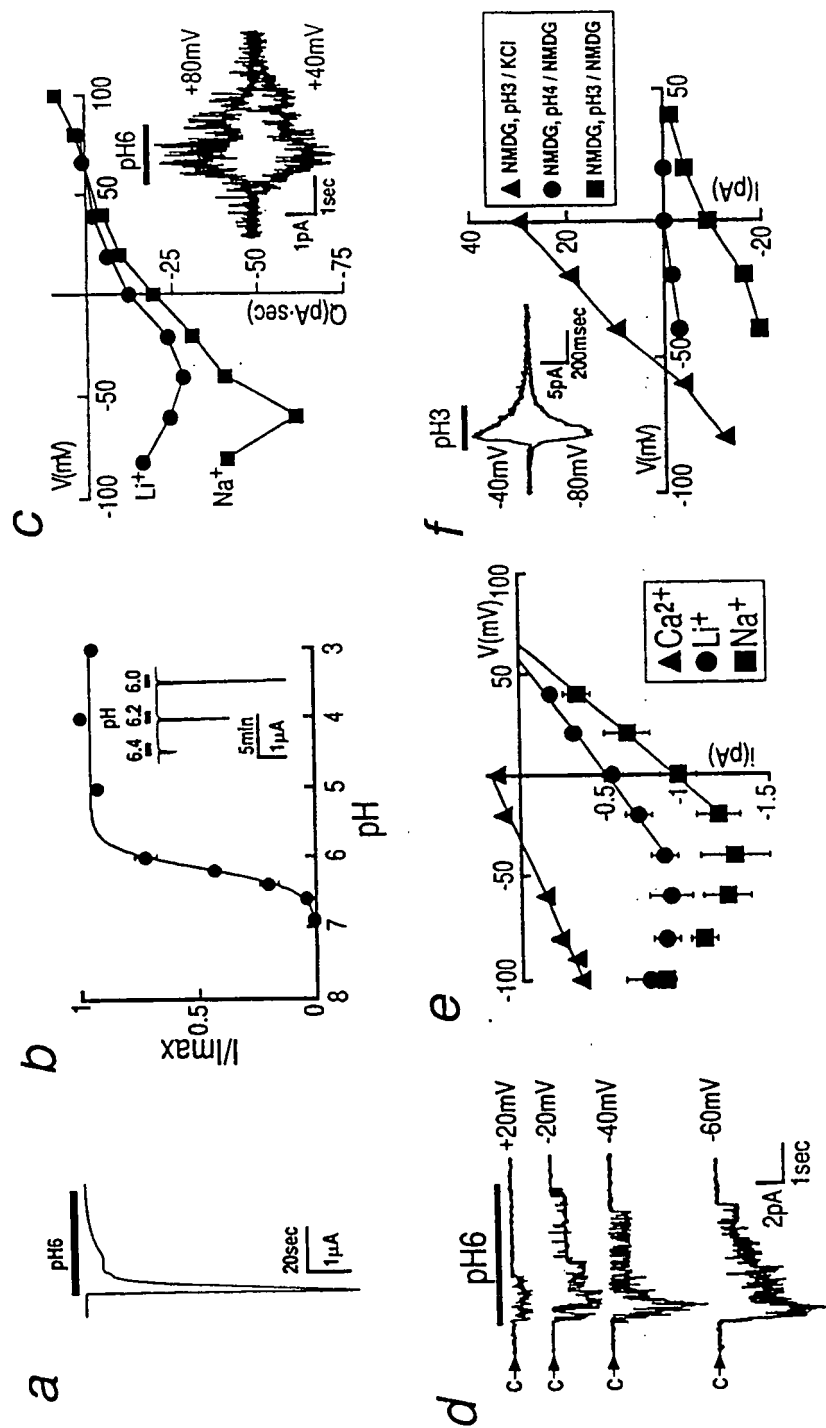 a
pH6
20sec
1µA
b
I/Imax
1
0.5
0
8
7
6
5
4
3
pH
pH
6.4
6.2
6.0
5min
1µA
c
V(mV)
-100
-50
50
100
-25
-50
-75
Q(pA·sec)
Li+
Na+
pH6
+80mV
+40mV
1pA
1sec
d
pH6
C
+20mV
C
-20mV
C
-40mV
C
-60mV
2pA
1sec
e
V(mV)
-100
-50
50
100
-0.5
-1
-1.5
i(pA)
Ca2+
Li+
Na+
f
pH3
-40mV
-80mV
5pA
200msec
NMDG, pH3 / KCl
NMDG, pH4 / NMDG
NMDG, pH3 / NMDG
40
20
-20
I(pA)
V(mV)
-100
-50
50